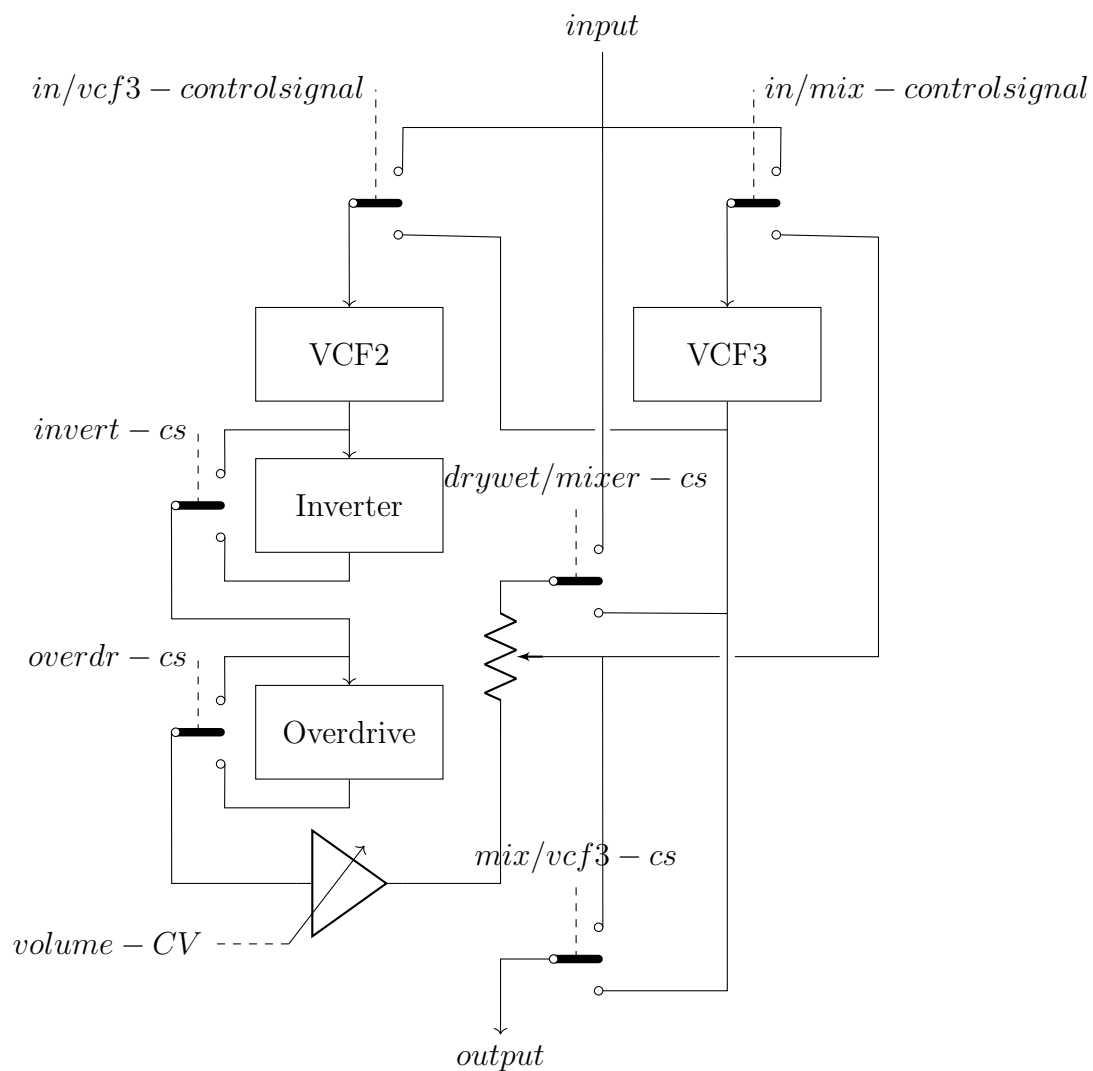 input
in/vcf3 − controlsignal
in/mix − controlsignal
VCF2
VCF3
invert − cs
drywet/mixer − cs
Inverter
overdr − cs
Overdrive
mix/vcf3 − cs
volume − CV
output